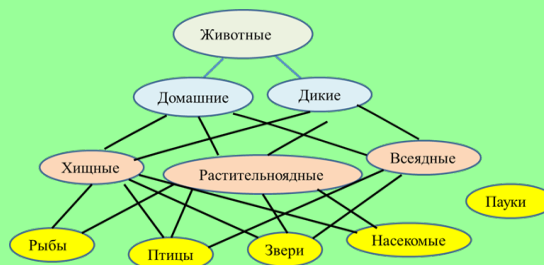 Животные
Домашние
Дикие
Хищные
Растительноядные
Всеядные
Пауки
Рыбы
Птицы
Звери
Насекомые